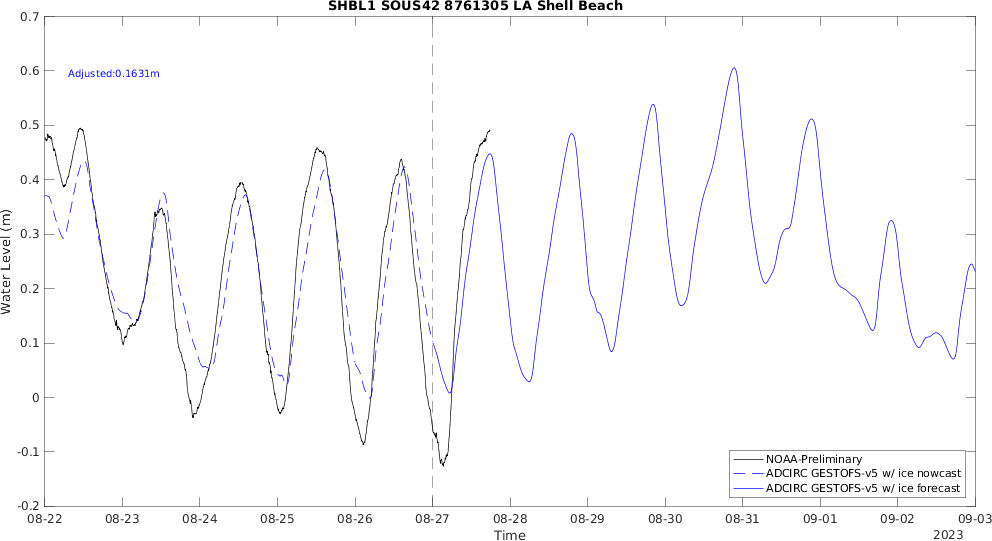 SHBL1 SOUS42 8761305 LA Shell Beach
Adjusted:0.1631m
Water Level (m)
0.7
0.6
0.5
0.4
0.3
0.2
0.1
0
-0.1
-0.2
NOAA-Preliminary
ADCIRC GESTOFS-v5 w/ ice nowcast
ADCIRC GESTOFS-v5 w/ ice forecast
08-22 08-23 08-24 08-25 08-26 08-27 08-28 08-29 08-30 08-31 09-01 09-02 09-03
Time
2023